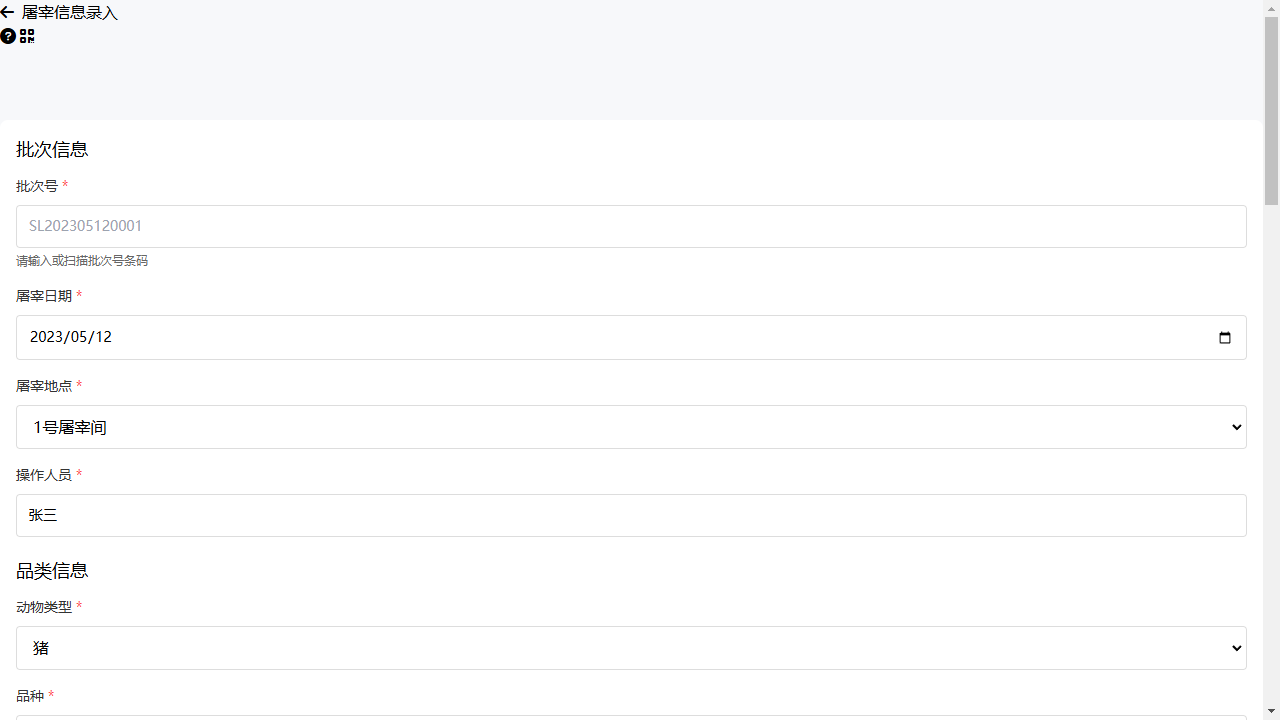 屠宰信息录入
批次信息
批次号 *
SL202305120001
请输入或扫描批次号条码
屠宰日期 *
2023/05/12
屠宰地点 *
1号屠宰间
操作人员 *
张三
品类信息
动物类型 *
猪
品种 *